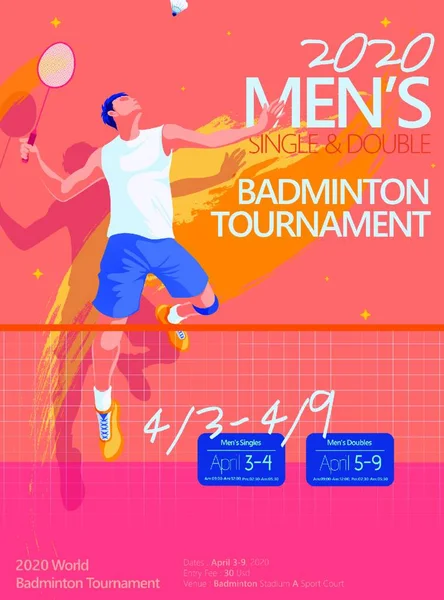 2020
MEN'S
SINGLE & DOUBLE
BADMINTON
TOURNAMENT
4/3-4/9
Men's Singles
April 3-4
Men's Doubles
April 5-9
2020 World
Badminton Tournament
Dates : April 3-9, 2020
Entry Fee : 30 Usd
Venue : Badminton Stadium A Sport Court